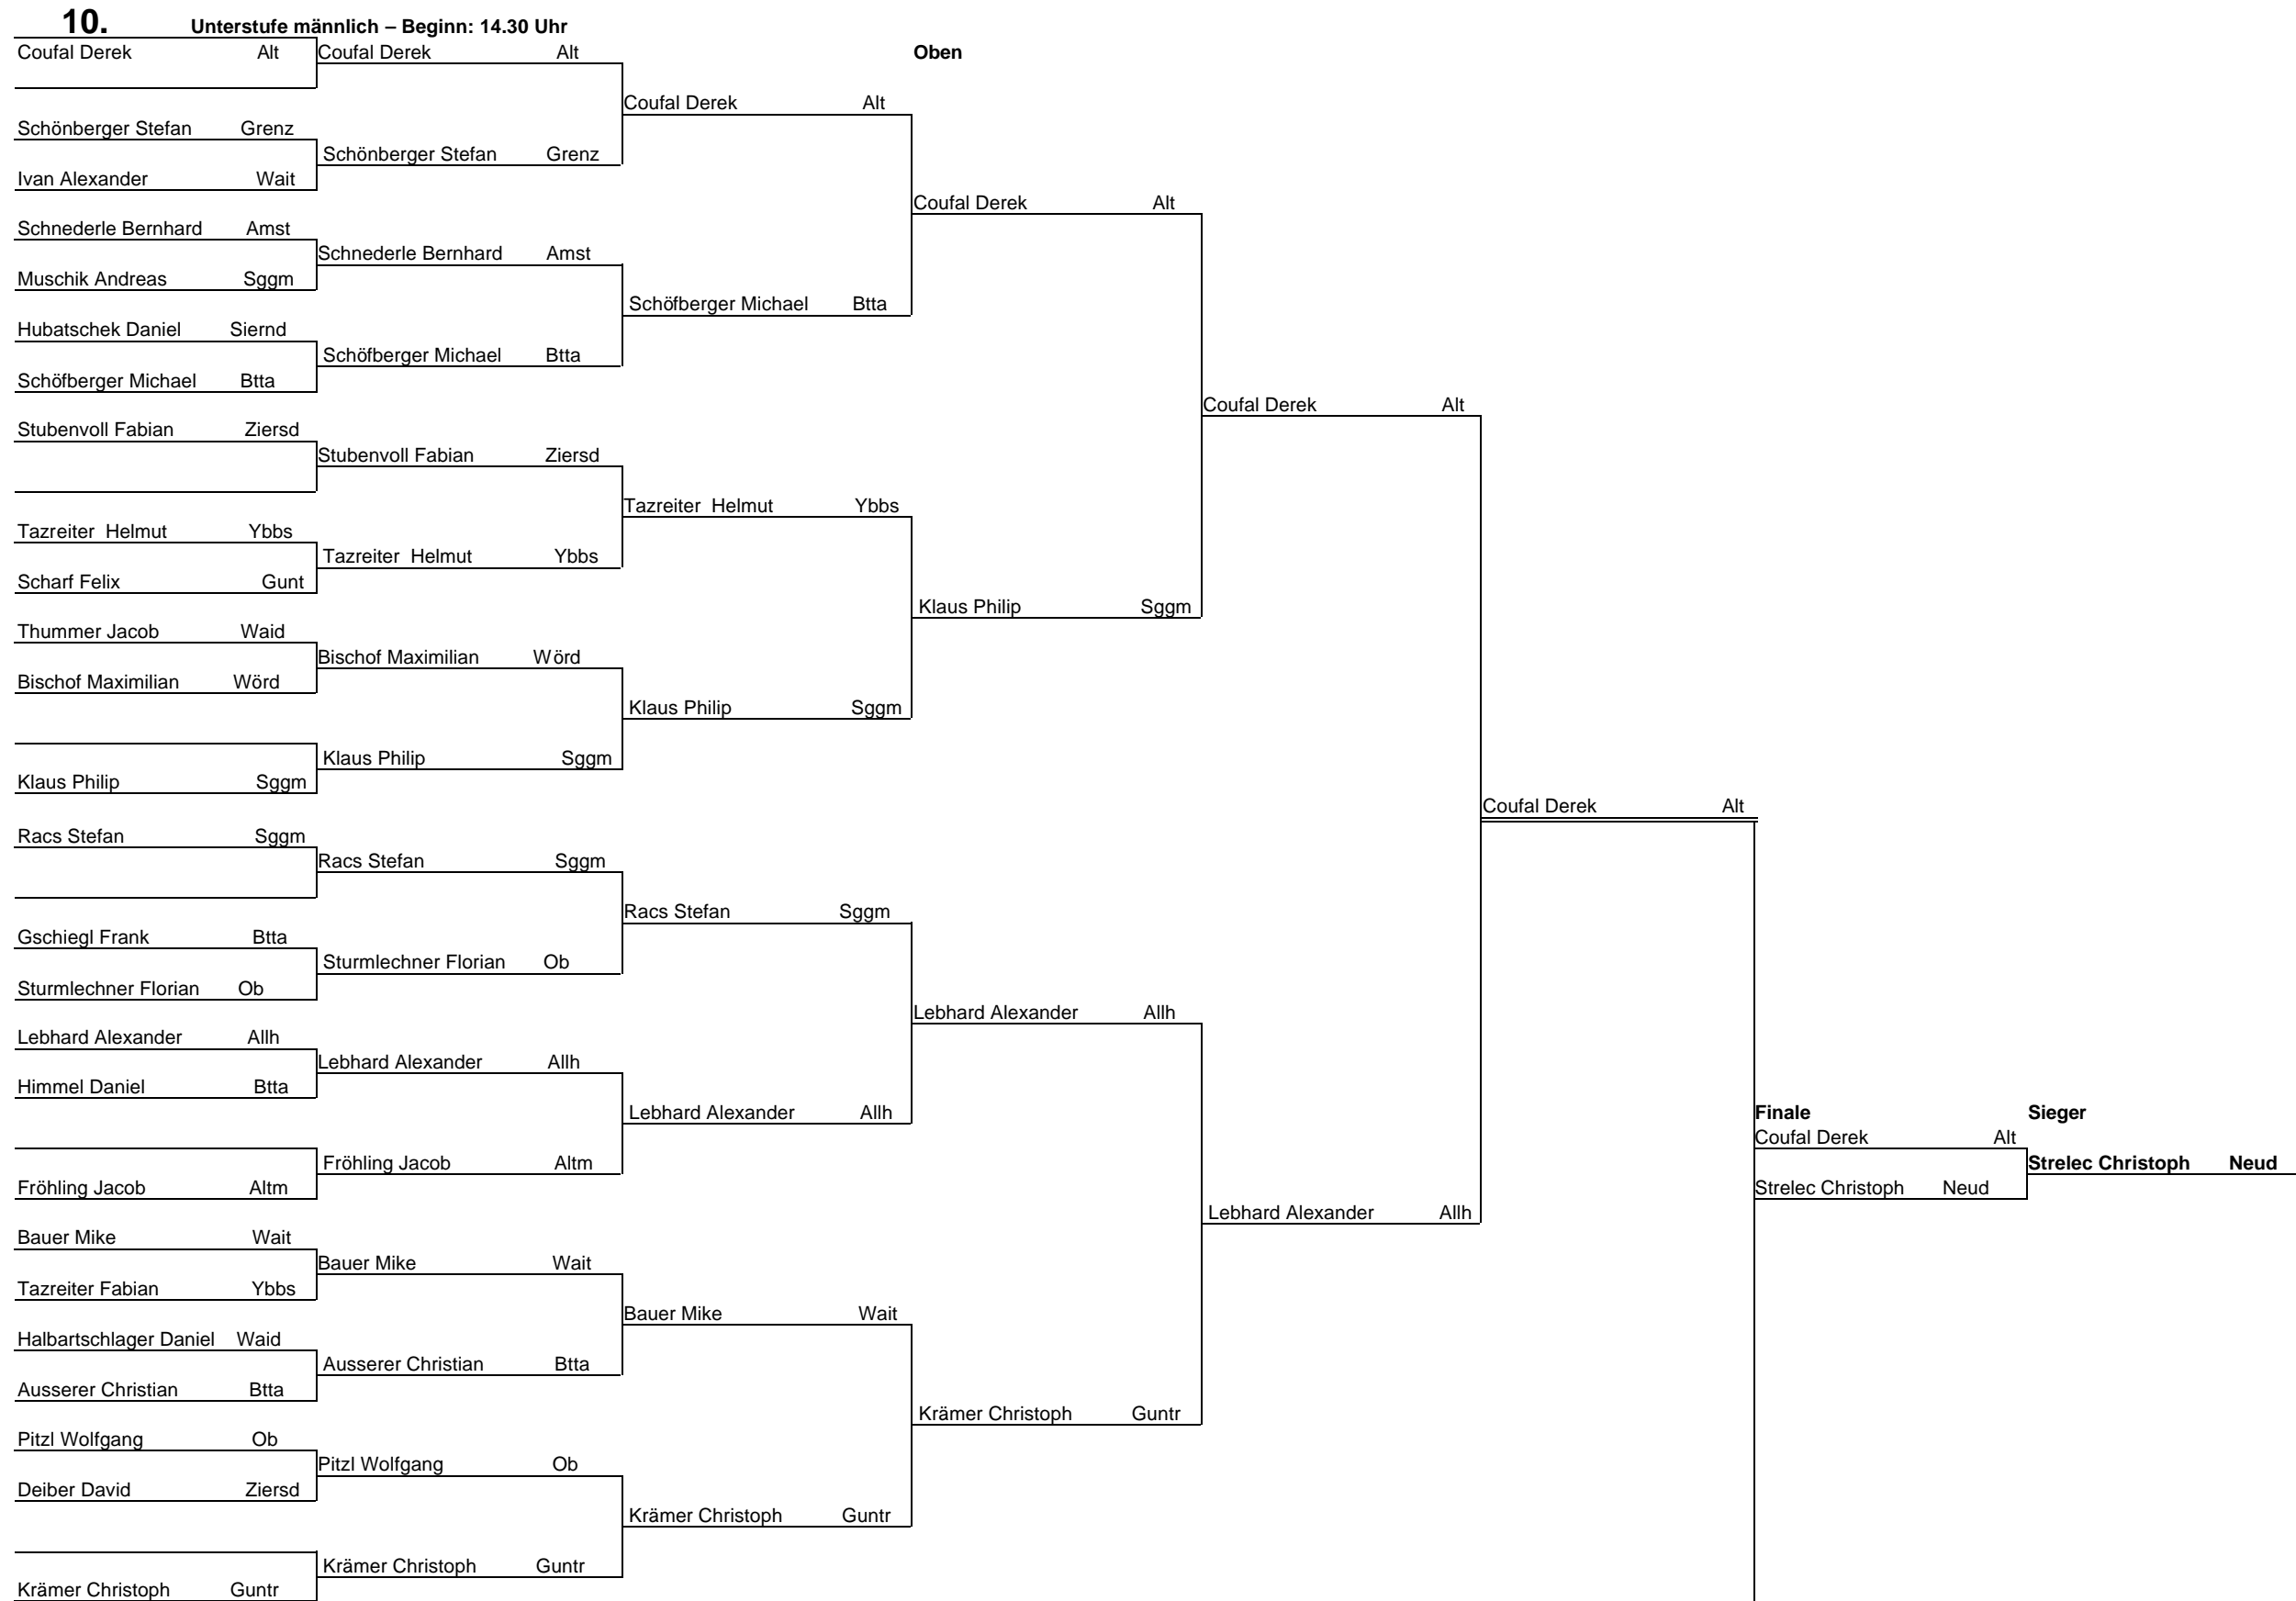 10. Unterstufe männlich – Beginn: 14.30 Uhr
Coufal Derek Alt Coufal Derek Alt Oben
Coufal Derek Alt
Schönberger Stefan Grenz
Schönberger Stefan Grenz
Ivan Alexander Wait
Coufal Derek Alt
Schnederle Bernhard Amst
Schnederle Bernhard Amst
Muschik Andreas Sggm
Schöfberger Michael Btta
Hubatschek Daniel Siernd
Schöfberger Michael Btta
Schöfberger Michael Btta
Coufal Derek Alt
Stubenvoll Fabian Ziersd
Stubenvoll Fabian Ziersd
Tazreiter Helmut Ybbs
Tazreiter Helmut Ybbs
Tazreiter Helmut Ybbs
Scharf Felix Gunt
Klaus Philip Sggm
Thummer Jacob Waid
Bischof Maximilian Wörd
Bischof Maximilian Wörd
Klaus Philip Sggm
Klaus Philip Sggm
Klaus Philip Sggm
Coufal Derek Alt
Racs Stefan Sggm
Racs Stefan Sggm
Racs Stefan Sggm
Gschiegl Frank Btta
Sturmlechner Florian Ob
Sturmlechner Florian Ob
Lebhard Alexander Allh
Lebhard Alexander Allh
Lebhard Alexander Allh
Himmel Daniel Btta
Lebhard Alexander Allh Finale Sieger
Coufal Derek Alt
Fröhling Jacob Altm Strelec Christoph Neud
Fröhling Jacob Altm Strelec Christoph Neud
Lebhard Alexander Allh
Bauer Mike Wait
Bauer Mike Wait
Tazreiter Fabian Ybbs
Bauer Mike Wait
Halbartschlager Daniel Waid
Ausserer Christian Btta
Ausserer Christian Btta
Krämer Christoph Guntr
Pitzl Wolfgang Ob
Pitzl Wolfgang Ob
Deiber David Ziersd
Krämer Christoph Guntr
Krämer Christoph Guntr
Krämer Christoph Guntr